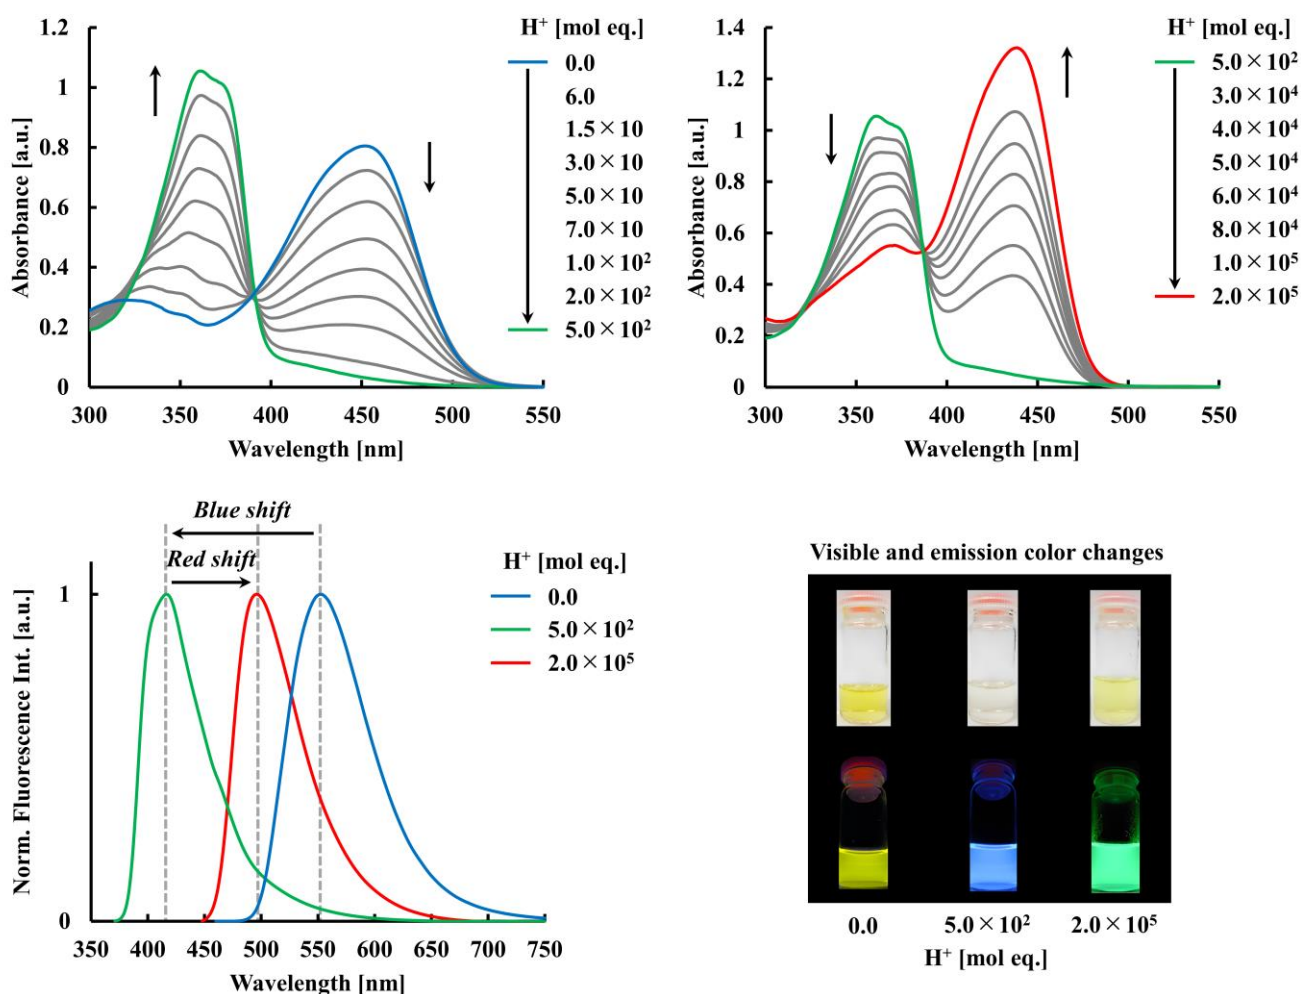 H⁺ [mol eq.]
0.0
6.0
1.5×10
3.0×10
5.0×10
7.0×10
1.0×10²
2.0×10²
5.0×10²
1.2
1
0.8
0.6
0.4
0.2
0
Absorbance [a.u.]
300 350 400 450 500 550
Wavelength [nm]
H⁺ [mol eq.]
5.0×10²
3.0×10⁴
4.0×10⁴
5.0×10⁴
6.0×10⁴
8.0×10⁴
1.0×10⁵
2.0×10⁵
1.4
1.2
1
0.8
0.6
0.4
0.2
0
Absorbance [a.u.]
300 350 400 450 500 550
Wavelength [nm]
Blue shift
Red shift
H⁺ [mol eq.]
0.0
5.0×10²
2.0×10⁵
1
0
Norm. Fluorescence Int. [a.u.]
350 400 450 500 550 600 650 700 750
Wavelength [nm]
Visible and emission color changes
0.0 5.0×10² 2.0×10⁵
H⁺ [mol eq.]